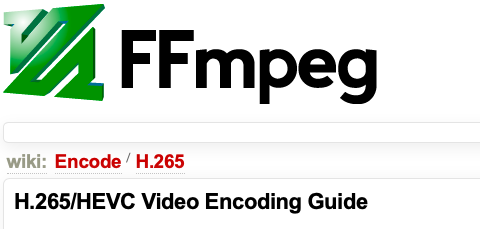 FFmpeg
wiki: Encode / H.265
H.265/HEVC Video Encoding Guide